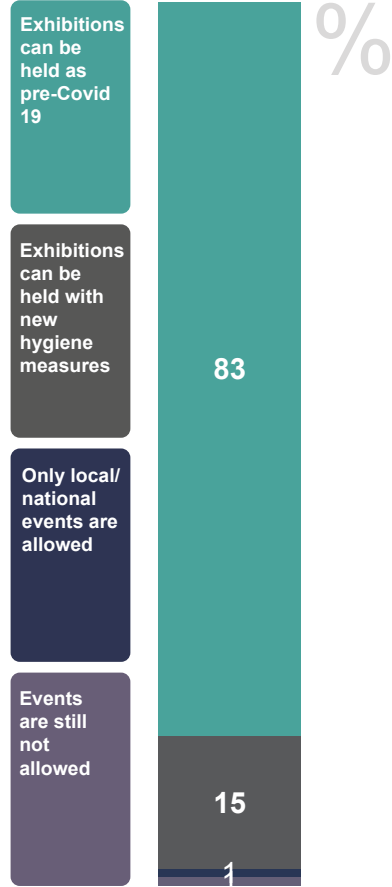 %
Exhibitions
can be
held as
pre-Covid
19
Exhibitions
can be
held with
new
hygiene
measures
83
Only local/
national
events are
allowed
Events
are still
not
allowed
15
1
1